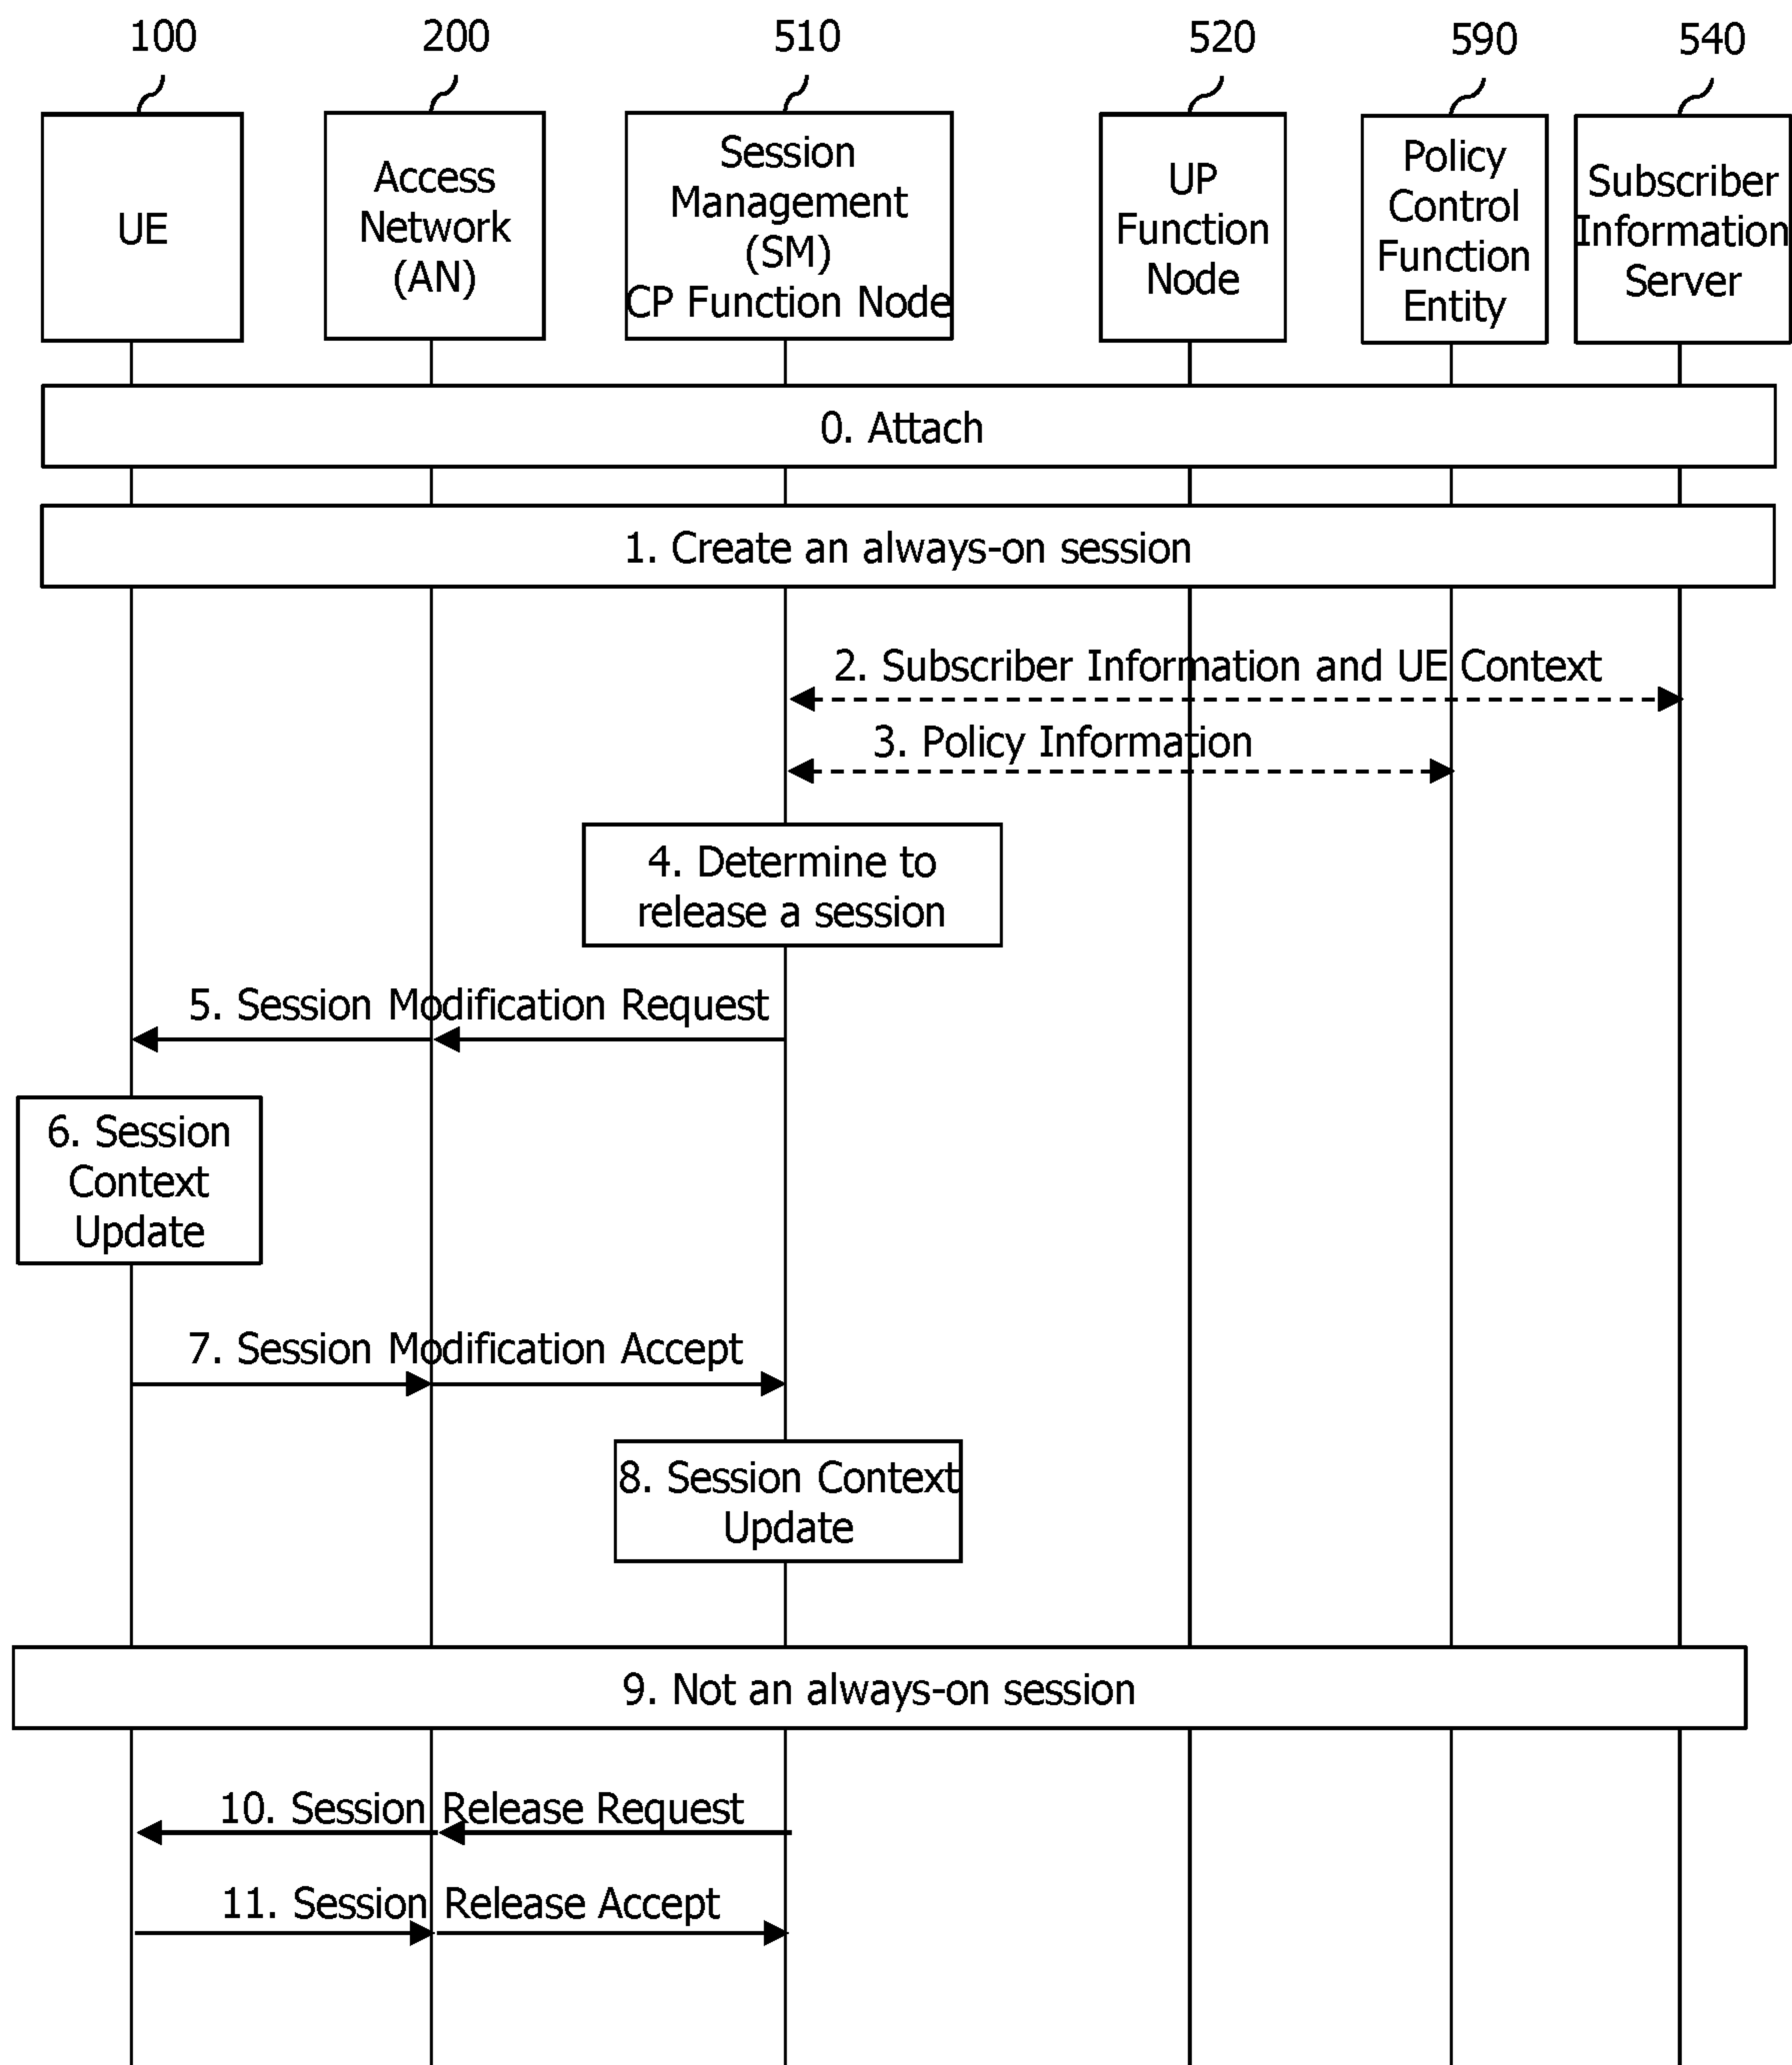 100
200
510
520
590
540
UE
Access
Network
(AN)
Session
Management
(SM)
CP Function Node
UP
Function
Node
Policy
Control
Function
Entity
Subscriber
Information
Server
0. Attach
1. Create an always-on session
2. Subscriber Information and UE Context
3. Policy Information
4. Determine to
release a session
5. Session Modification Request
6. Session
Context
Update
7. Session Modification Accept
8. Session Context
Update
9. Not an always-on session
10. Session Release Request
11. Session Release Accept